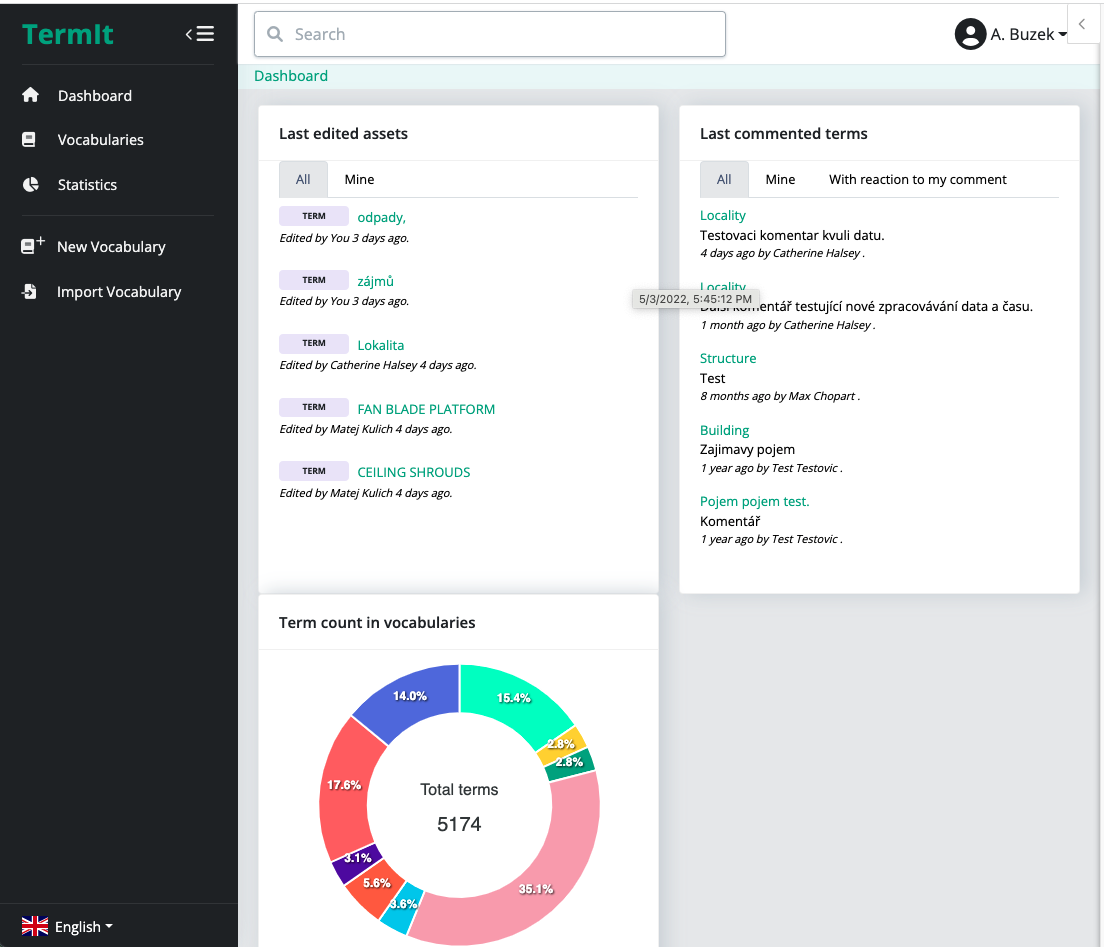 TermIt
Search
A. Buzek
Dashboard
Dashboard
Vocabularies
Statistics
New Vocabulary
Import Vocabulary
English
Last edited assets
All
Mine
TERM odpady,
Edited by You 3 days ago.
TERM zájmů
Edited by You 3 days ago.
TERM Lokalita
Edited by Catherine Halsey 4 days ago.
TERM FAN BLADE PLATFORM
Edited by Matej Kulich 4 days ago.
TERM CEILING SHROUDS
Edited by Matej Kulich 4 days ago.
Last commented terms
All
Mine
With reaction to my comment
Locality
Testovaci komentar kvuli datu.
4 days ago by Catherine Halsey .
Locality
5/3/2022, 5:45:12 PM
Další komentář testující nové zpracovávání data a času.
1 month ago by Catherine Halsey .
Structure
Test
8 months ago by Max Chopart .
Building
Zajimavy pojem
1 year ago by Test Testovic .
Pojem pojem test.
Komentář
1 year ago by Test Testovic .
Term count in vocabularies
14.0%
15.4%
2.8%
2.8%
17.6%
Total terms
5174
3.1%
5.6%
3.6%
35.1%